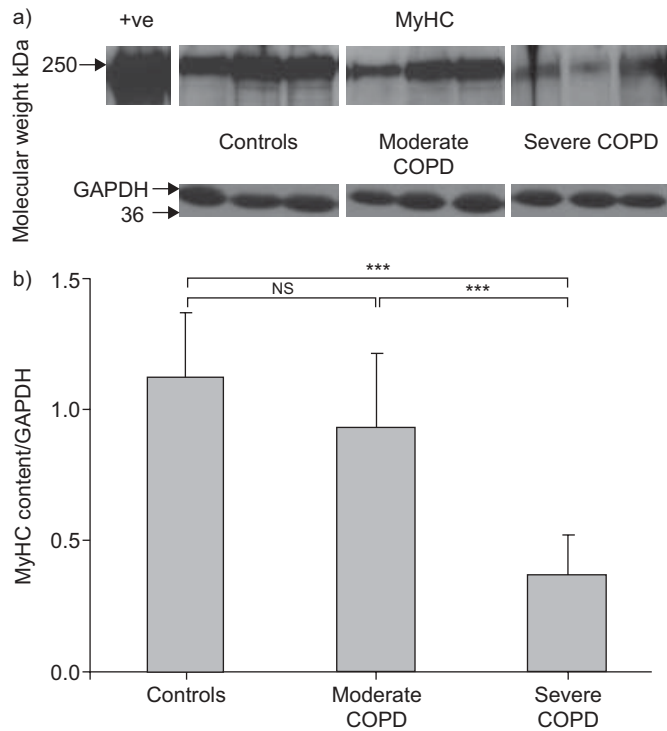 a)
+ve
MyHC
Molecular weight kDa
250
Controls
Moderate
COPD
Severe COPD
GAPDH
36
b)
***
NS
***
1.5
1.0
0.5
0.0
MyHC content/GAPDH
Controls
Moderate
COPD
Severe
COPD